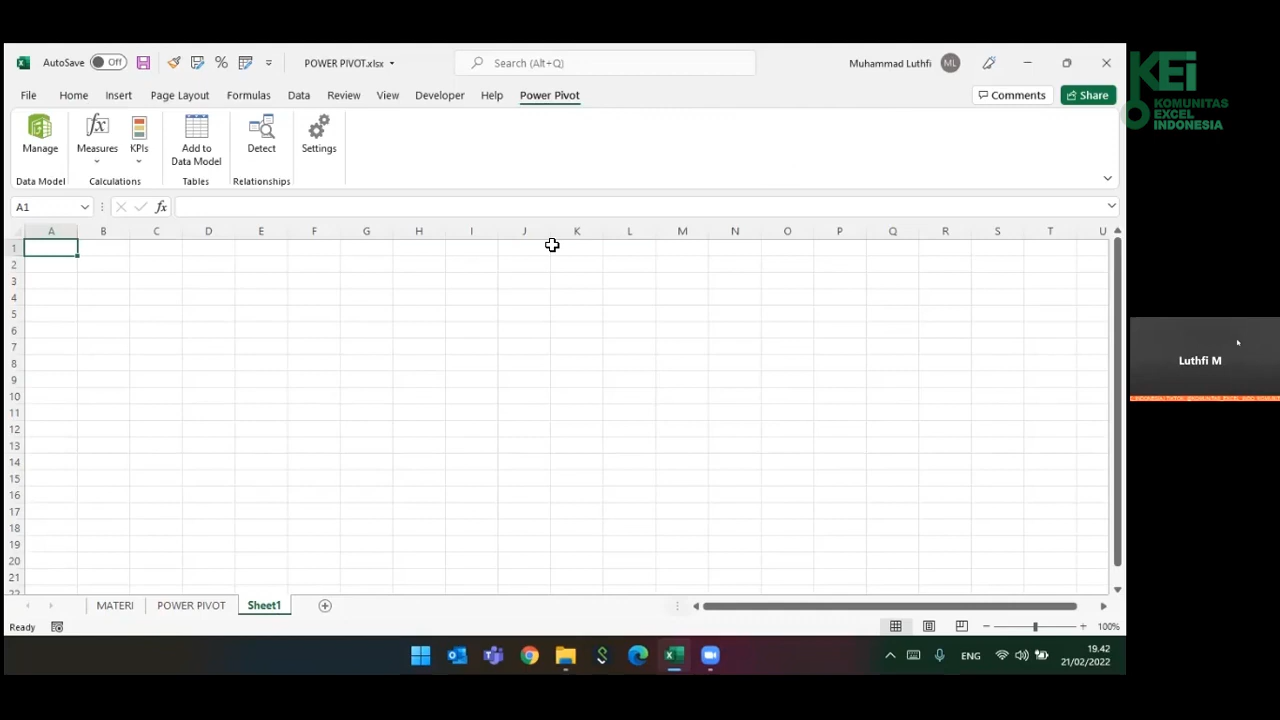 AutoSave Off POWER PIVOT.xlsx Search (Alt+Q) Muhammad Luthfi ML
File Home Insert Page Layout Formulas Data Review View Developer Help Power Pivot Comments Share
Manage Measures KPIs Add to Data Model Detect Settings
Data Model Calculations Tables Relationships
A1 fx
A B C D E F G H I J K L M N O P Q R S T U
1
2
3
4
5
6
7
8
9
10
11
12
13
14
15
16
17
18
19
20
21
22
MATERI POWER PIVOT Sheet1
Ready 100%
ENG 19.42
21/02/2022
KEi
KOMUNITAS
EXCEL
INDONESIA
Luthfi M